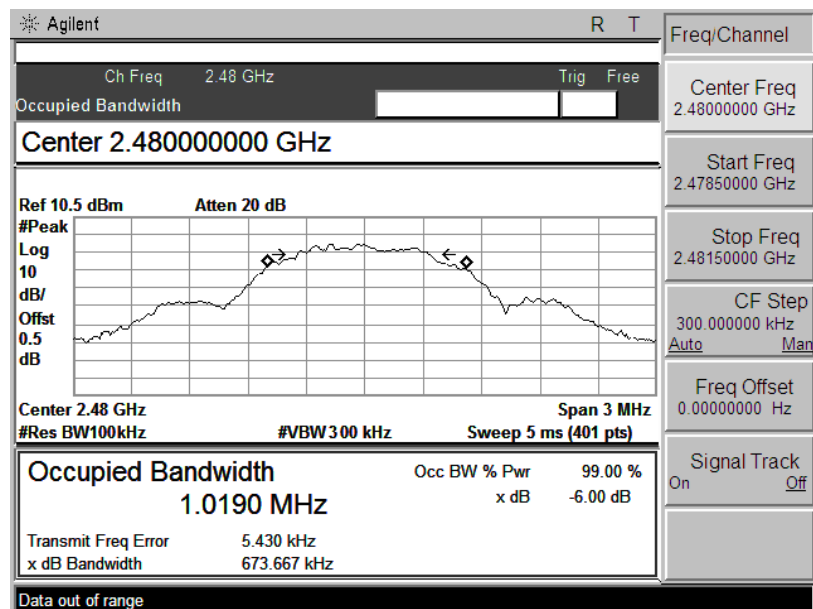 Agilent R T
Ch Freq 2.48 GHz Trig Free
Occupied Bandwidth
Center 2.480000000 GHz
Ref 10.5 dBm Atten 20 dB
#Peak
Log
10
dB/
Offst
0.5
dB
Center 2.48 GHz Span 3 MHz
#Res BW100kHz #VBW300 kHz Sweep 5 ms (401 pts)
Occupied Bandwidth Occ BW % Pwr 99.00 %
1.0190 MHz x dB -6.00 dB
Transmit Freq Error 5.430 kHz
x dB Bandwidth 673.667 kHz
Data out of range
Freq/Channel
Center Freq
2.48000000 GHz
Start Freq
2.47850000 GHz
Stop Freq
2.48150000 GHz
CF Step
300.000000 kHz
Auto Man
Freq Offset
0.00000000 Hz
Signal Track
On Off